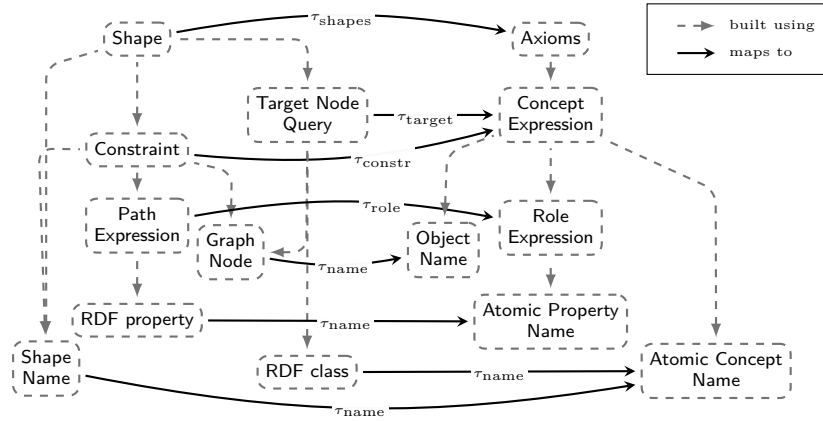 Shape
τshapes
Axioms
built using
maps to
Target Node
Query
τtarget
Concept
Expression
Constraint
τconstr
Path
Expression
τrole
Role
Expression
Graph
Node
τname
Object
Name
RDF property
τname
Atomic Property
Name
Shape
Name
RDF class
τname
Atomic Concept
Name
τname